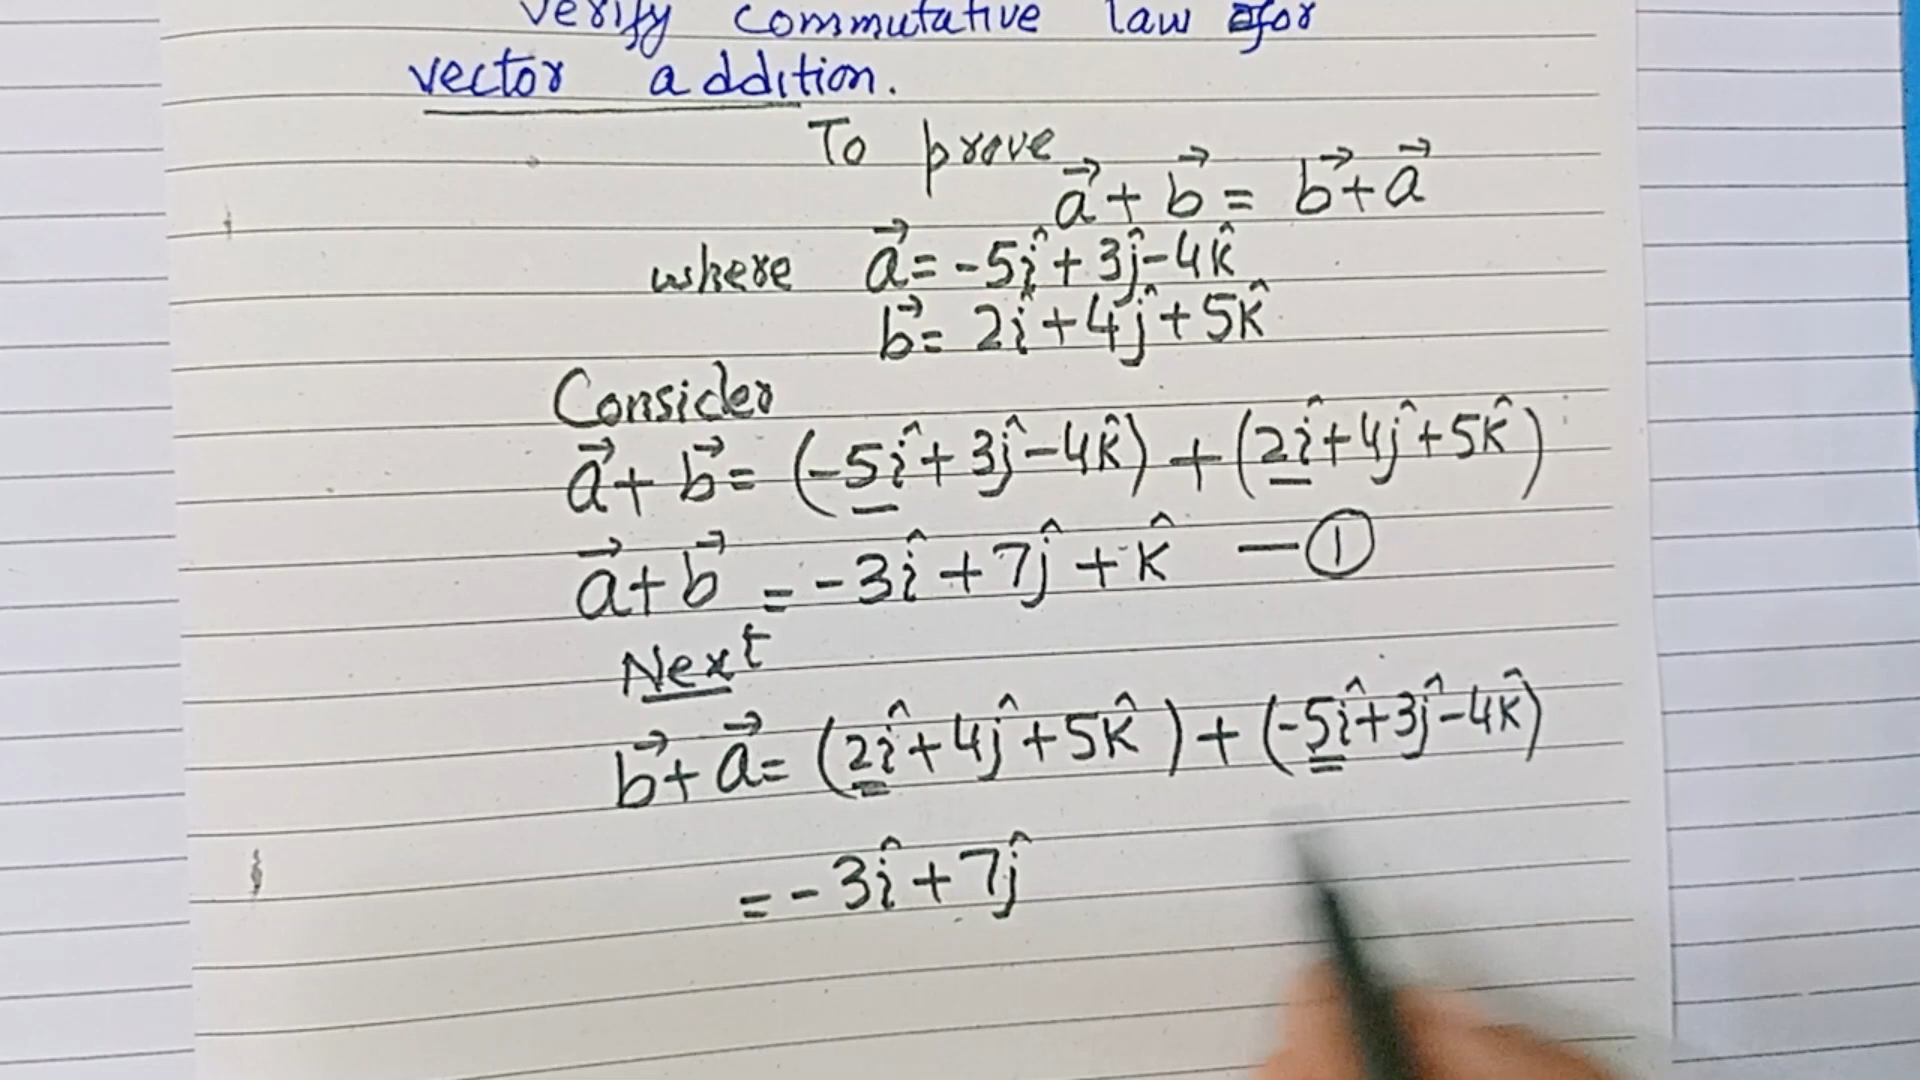 Verify commutative law for
vector addition.
To prove
a⃗ + b⃗ = b⃗ + a⃗
where a⃗ = -5î + 3ĵ - 4k̂
b⃗ = 2î + 4ĵ + 5k̂
Consider
a⃗ + b⃗ = (-5î + 3ĵ - 4k̂) + (2î + 4ĵ + 5k̂)
a⃗ + b⃗ = -3î + 7ĵ + k̂ — ①
Next
b⃗ + a⃗ = (2î + 4ĵ + 5k̂) + (-5î + 3ĵ - 4k̂)
= -3î + 7ĵ